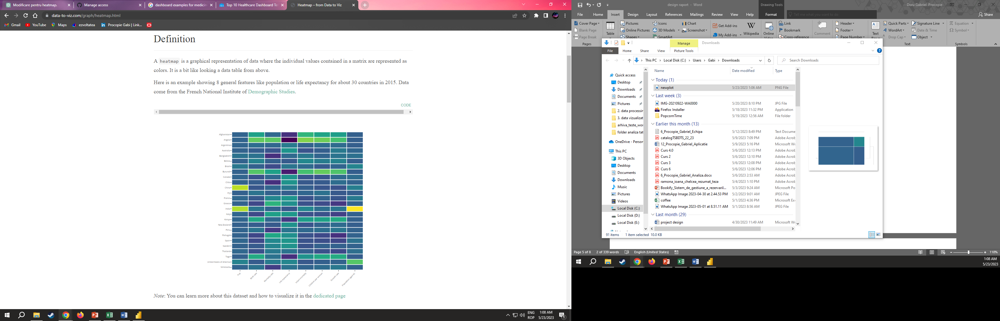 Modificare pentru heatmap.
Manage access
dashboard examples for medicin
Top 10 Healthcare Dashboard Te
Heatmap – from Data to Viz
data-to-viz.com/graph/heatmap.html
Gmail
YouTube
Maps
ezvoltatea
Procopie Gabi | Link...
Definition
A heatmap is a graphical representation of data where the individual values contained in a matrix are represented as
colors. It is a bit like looking a data table from above.
Here is an example showing 8 general features like population or life expectancy for about 30 countries in 2015. Data
come from the French National Institute of Demographic Studies.
CODE
Afghanistan
Angola
Argentina
Australia
Bangladesh
Bolivia
Brazil
Burundi
Canada
Chile
China
Fiji
France
Greece
India
Italy
Kenya
New Zealand
Peru
Portugal
Spain
Sweden
Thailand
Togo
United States of America
Venezuela
Pop
Birth rate
Mortality rate
Life expectancy
Infant mortality
Children per woman
Growth rate
Population aged 65
Note: You can learn more about this dataset and how to visualize it in the dedicated page
ENG
ROP
1:08 AM
5/23/2023
design raport - Word
Drawing Tools
Doru Gabriel Procopie
File Home Insert Design Layout References Mailings Review View Help Format
Tell me what you want to do
Share
Cover Page
Blank Page
Page Break
Pages
Table
Pictures
Online Pictures
Shapes
Icons
3D Models
SmartArt
Chart
Screenshot
Get Add-ins
My Add-ins
Wikipedia
Online
Link
Bookmark
Cross-reference
Comment
Header
Footer
Page Number
Text
Quick Parts
WordArt
Drop Cap
Signature Line
Date & Time
Object
Text
Equation
Symbol
Symbols
Manage
Downloads
File Home Share View Picture Tools
This PC
Local Disk (C:)
Users
Gabi
Downloads
Search Downloads
Quick access
Desktop
Downloads
Documents
Pictures
2. data processin
3. data vizualizat
arhiva_teste_wor
folder analiza tat
OneDrive - Person
This PC
3D Objects
Desktop
Documents
Downloads
Music
Pictures
Videos
Local Disk (C:)
Local Disk (D:)
Local Disk (E:)
Name Date modified Type
Today (1)
newplot 5/23/2023 1:06 AM PNG File
Last week (3)
IMG-20210922-WA0000 5/20/2023 8:10 PM JPG File
Firefox Installer 5/18/2023 11:32 PM Application
PopcornTime 5/19/2023 12:56 AM File folder
Earlier this month (13)
6_Procopie_Gabriel_Echipa 5/12/2023 8:49 PM Text Docume
catalogTSBDTS_22_23 5/9/2023 7:09 PM Adobe Acrob
12_Procopie_Gabriel_Aplicatie 5/9/2023 5:16 PM Microsoft Wo
Curs 4.0 5/6/2023 12:13 PM Adobe Acrob
Curs 2 5/6/2023 12:10 PM Adobe Acrob
Curs 3 5/6/2023 12:08 PM Adobe Acrob
Curs 6 5/6/2023 12:06 PM Adobe Acrob
6_Procopie_Gabriel_Analiza.docx 5/6/2023 2:53 AM Adobe Acrob
ramona_ioana_chelcea_rezumat_teza 5/4/2023 1:10 PM Adobe Acrob
Bookify_Sistem_de_gestiune_a_rezervaril... 5/3/2023 9:24 AM Microsoft Po
WhatsApp Image 2023-04-30 at 2.44.53 PM 5/2/2023 9:01 AM JPEG File
coffee 5/1/2023 4:36 PM Microsoft Exc
WhatsApp Image 2023-05-01 at 8.51.11 AM 5/1/2023 8:56 AM JPEG File
Last month (29)
project design 4/30/2023 11:49 AM Microsoft Wo
91 items 1 item selected 10.0 KB
Page 5 of 8 2 of 339 words English (United States) 110%
1:08 AM
5/23/2023